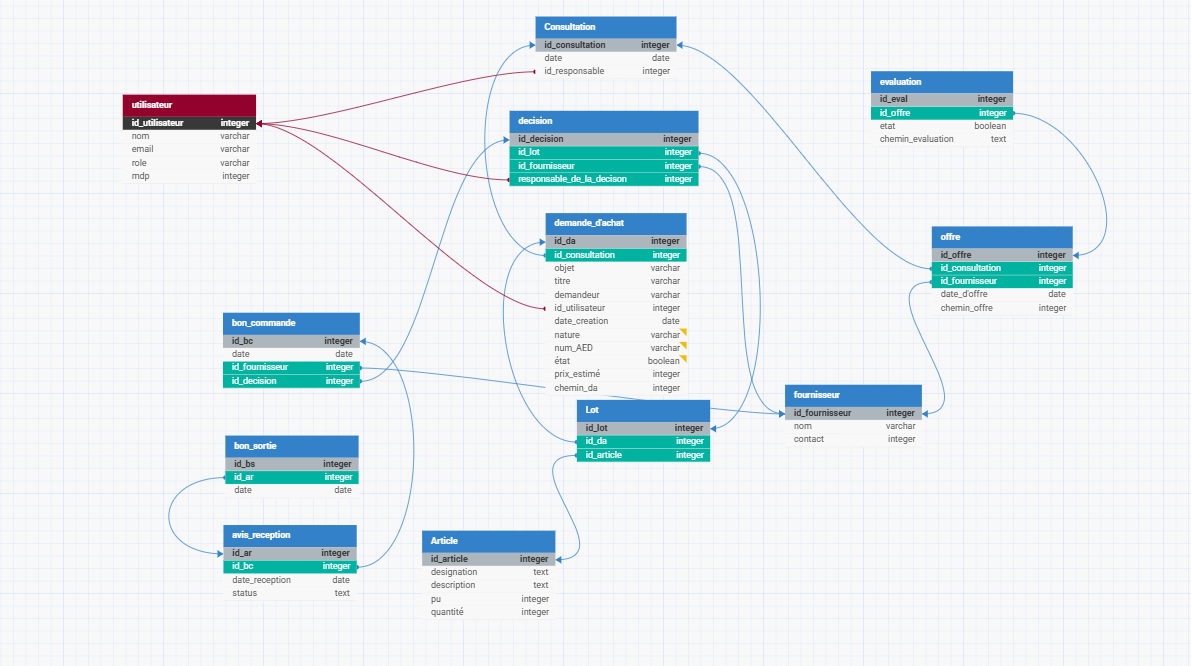 Consultation
id_consultation integer
date date
id_responsable integer
evaluation
id_eval integer
id_offre integer
etat boolean
chemin_evaluation text
utilisateur
id_utilisateur integer
nom varchar
email varchar
role varchar
mdp integer
decision
id_decision integer
id_lot integer
id_fournisseur integer
responsable_de_la_decison integer
demande_d'achat
id_da integer
id_consultation integer
objet varchar
titre varchar
demandeur varchar
id_utilisateur integer
date_creation date
nature varchar
num_AED varchar
état boolean
prix_estimé integer
chemin_da integer
offre
id_offre integer
id_consultation integer
id_fournisseur integer
date_d'offre date
chemin_offre integer
bon_commande
id_bc integer
date date
id_fournisseur integer
id_decision integer
fournisseur
id_fournisseur integer
nom varchar
contact integer
Lot
id_lot integer
id_da integer
id_article integer
bon_sortie
id_bs integer
id_ar integer
date date
avis_reception
id_ar integer
id_bc integer
date_reception date
status text
Article
id_article integer
designation text
description text
pu integer
quantité integer